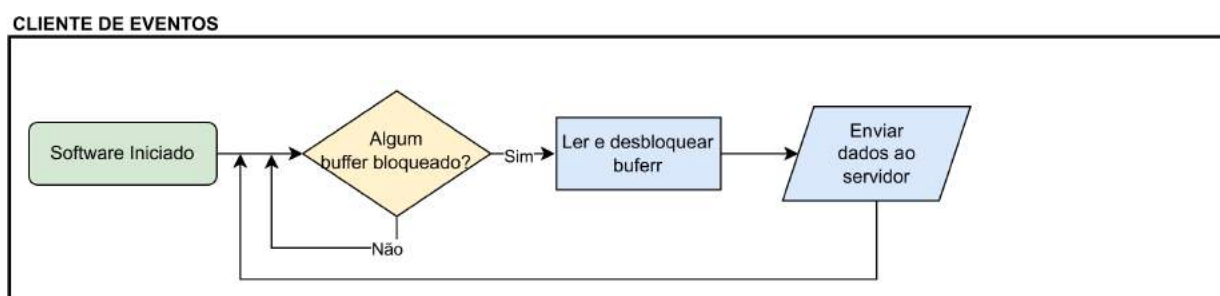 CLIENTE DE EVENTOS
Software Iniciado
Algum
buffer bloqueado?
Sim
Ler e desbloquear
buferr
Enviar
dados ao
servidor
Não